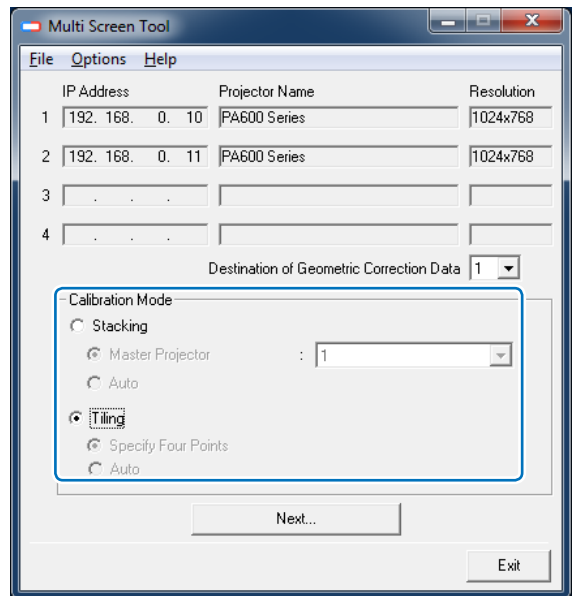 Multi Screen Tool
File Options Help
IP Address Projector Name Resolution
1 192. 168. 0. 10 PA600 Series 1024x768
2 192. 168. 0. 11 PA600 Series 1024x768
3 . . .
4 . . .
Destination of Geometric Correction Data 1
Calibration Mode
Stacking
Master Projector : 1
Auto
Tiling
Specify Four Points
Auto
Next...
Exit